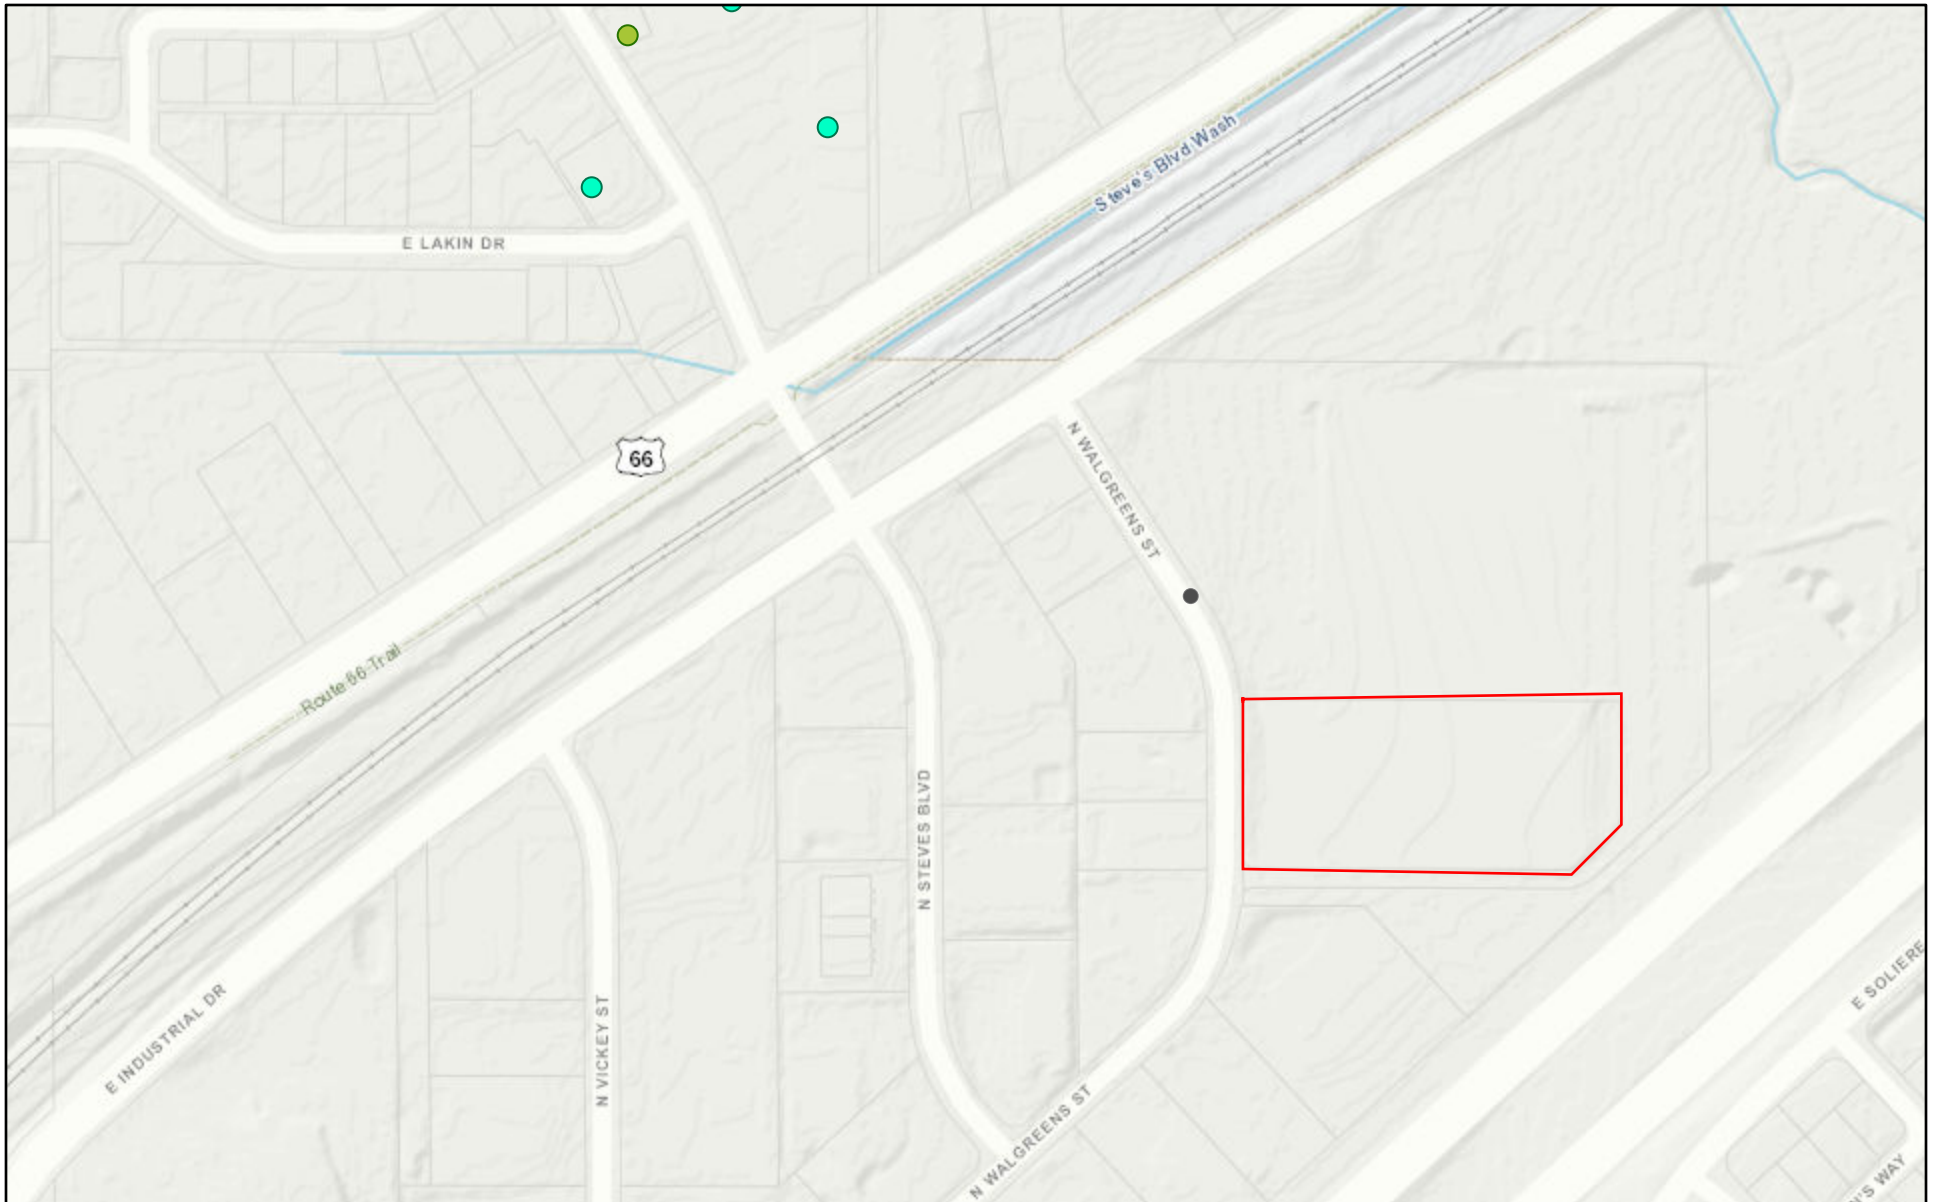 Steve's Blvd Wash
E LAKIN DR
N WALGREENS ST
66
Route 66 Trail
N STEVES BLVD
E SOLIERE
E INDUSTRIAL DR
N VICKEY ST
N WALGREENS ST
'S WAY